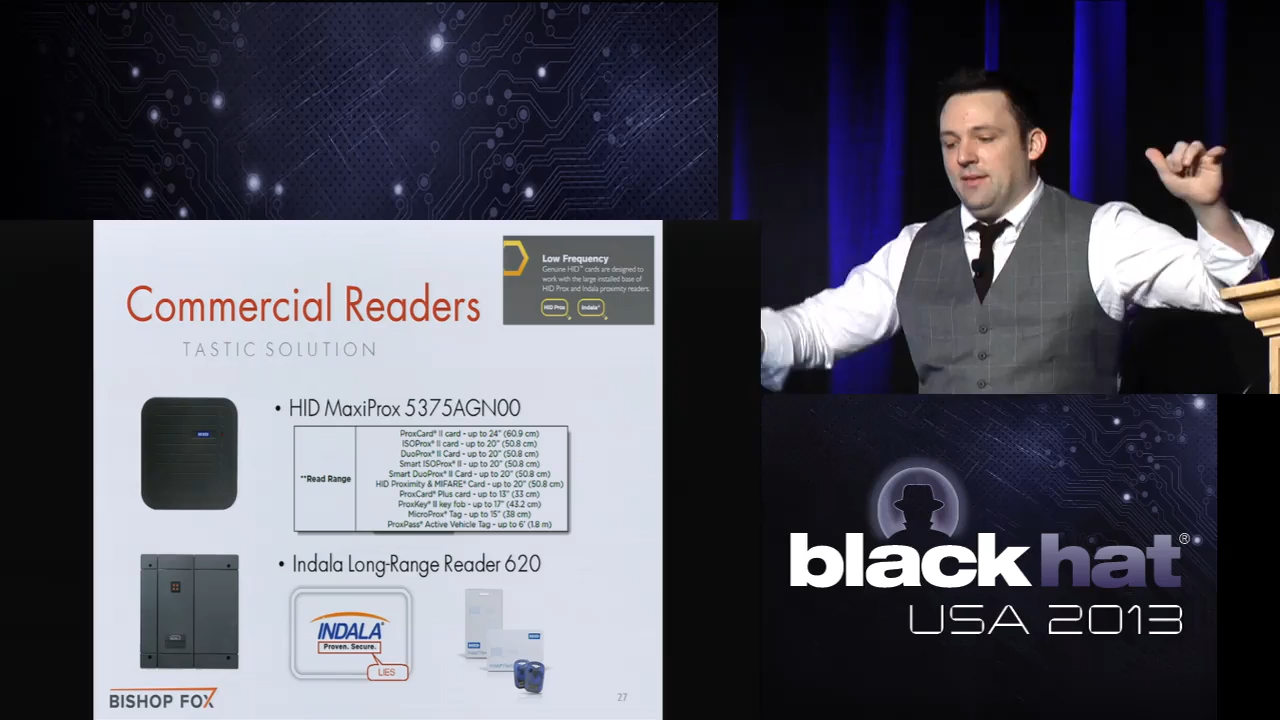 Commercial Readers
TASTIC SOLUTION
Low Frequency
Genuine HID™ cards are designed to
work with the large installed base of
HID Prox and Indala proximity readers.
HID Prox
Indala®
• HID MaxiProx 5375AGN00
**Read Range
ProxCard® II card - up to 24" (60.9 cm)
ISOProx® II card - up to 20" (50.8 cm)
DuoProx® II Card - up to 20" (50.8 cm)
Smart ISOProx® II - up to 20" (50.8 cm)
Smart DuoProx® II Card - up to 20" (50.8 cm)
HID Proximity & MIFARE® Card - up to 20" (50.8 cm)
ProxCard® Plus card - up to 13" (33 cm)
ProxKey® II key fob - up to 17" (43.2 cm)
MicroProx® Tag - up to 15" (38 cm)
ProxPass® Active Vehicle Tag - up to 6' (1.8 m)
HID
• Indala Long-Range Reader 620
INDALA®
Proven. Secure.
LIES
BISHOP FOX
27
black hat®
USA 2013